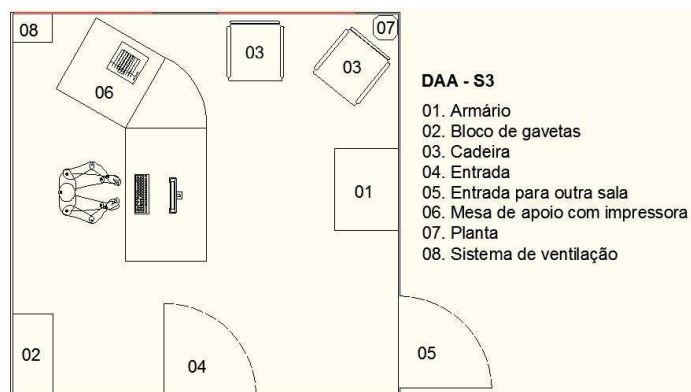 08
07
03
03
06
01
02
04
05
DAA - S3
01. Armário
02. Bloco de gavetas
03. Cadeira
04. Entrada
05. Entrada para outra sala
06. Mesa de apoio com impressora
07. Planta
08. Sistema de ventilação